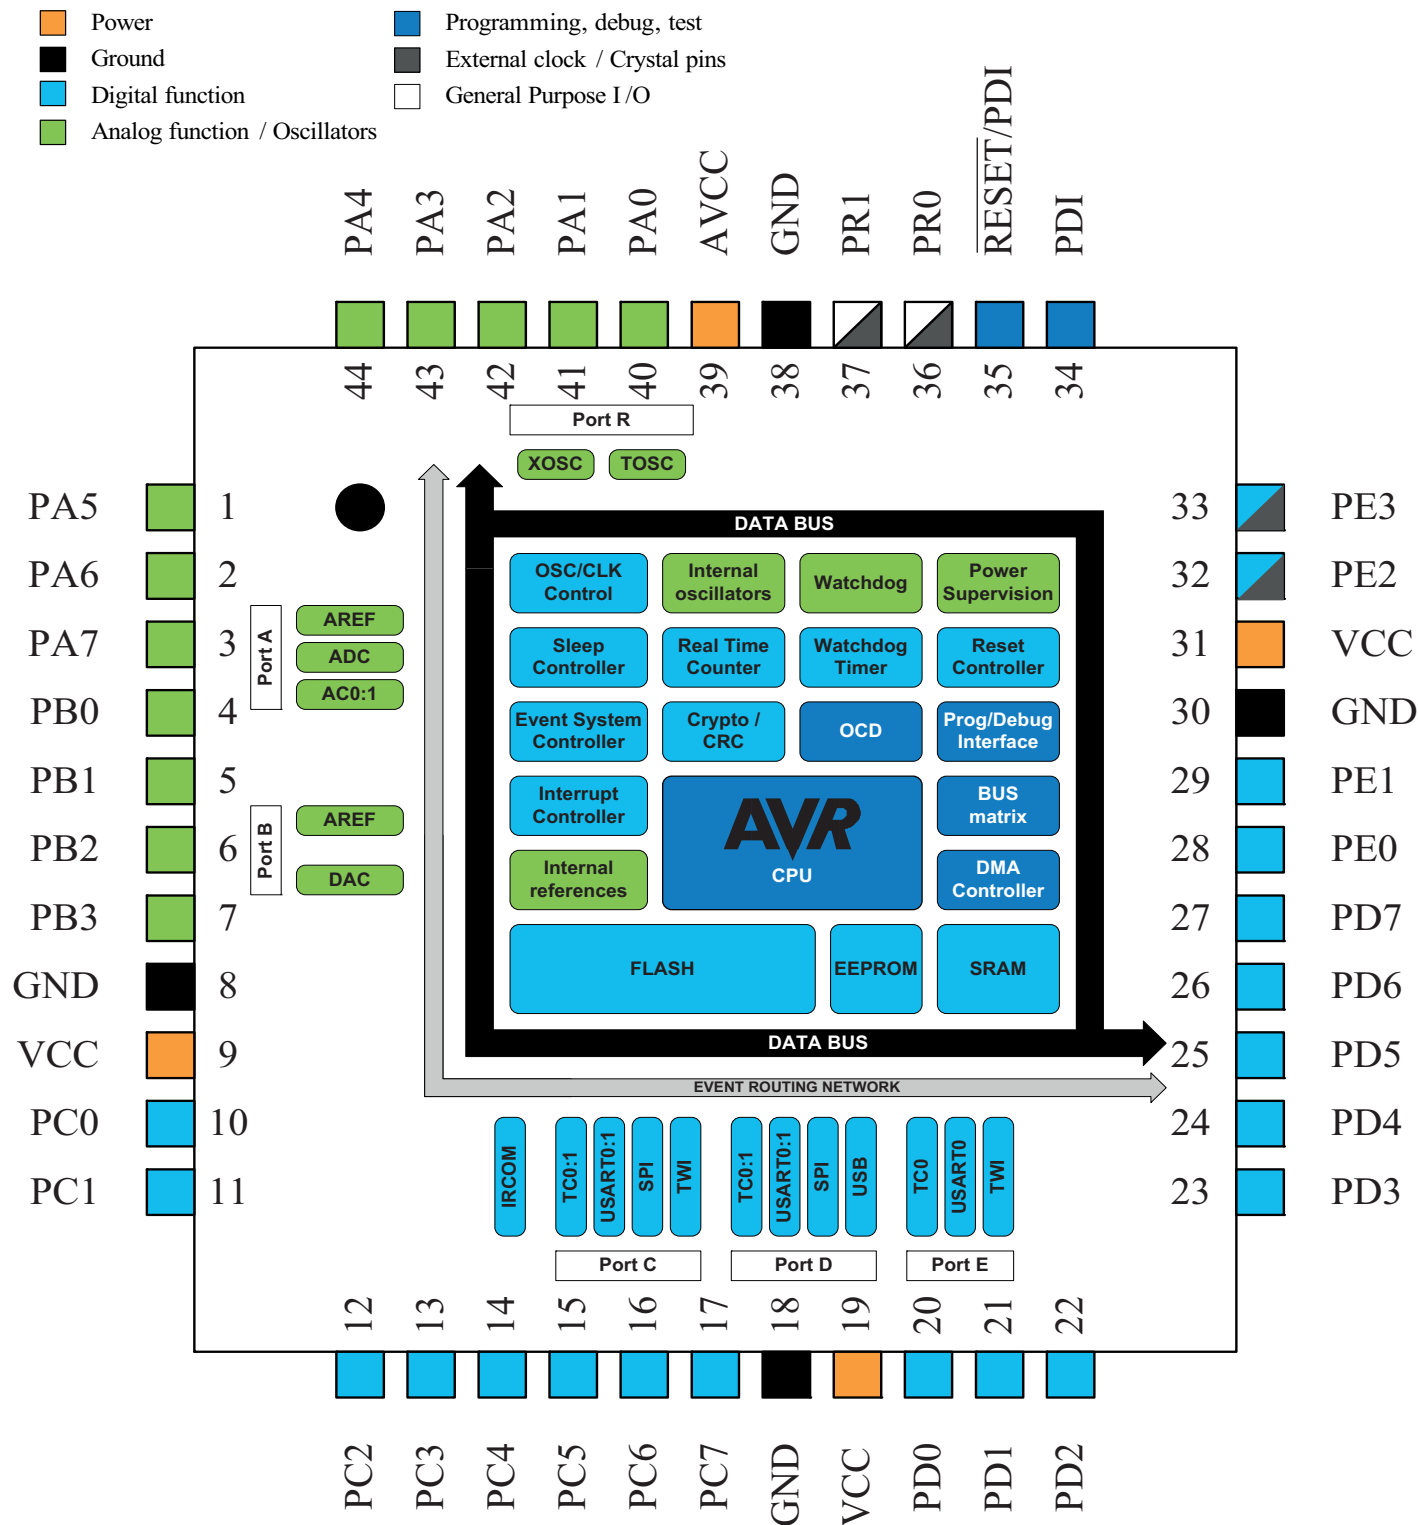 Power
Ground
Digital function
Analog function / Oscillators
Programming, debug, test
External clock / Crystal pins
General Purpose I /O
PA4
PA3
PA2
PA1
PA0
AVCC
GND
PR1
PR0
RESET/PDI
PDI
44
43
42
41
40
39
38
37
36
35
34
Port R
XOSC
TOSC
PA5 1
PA6 2
PA7 3
PB0 4
PB1 5
PB2 6
PB3 7
GND 8
VCC 9
PC0 10
PC1 11
Port A
AREF
ADC
AC0:1
Port B
AREF
DAC
DATA BUS
OSC/CLK
Control
Internal
oscillators
Watchdog
Power
Supervision
Sleep
Controller
Real Time
Counter
Watchdog
Timer
Reset
Controller
Event System
Controller
Crypto /
CRC
OCD
Prog/Debug
Interface
Interrupt
Controller
AVR
CPU
BUS
matrix
Internal
references
DMA
Controller
FLASH
EEPROM
SRAM
DATA BUS
EVENT ROUTING NETWORK
33 PE3
32 PE2
31 VCC
30 GND
29 PE1
28 PE0
27 PD7
26 PD6
25 PD5
24 PD4
23 PD3
IRCOM
TC0:1
USART0:1
SPI
TWI
TC0:1
USART0:1
SPI
USB
TC0
USART0
TWI
Port C
Port D
Port E
12
13
14
15
16
17
18
19
20
21
22
PC2
PC3
PC4
PC5
PC6
PC7
GND
VCC
PD0
PD1
PD2